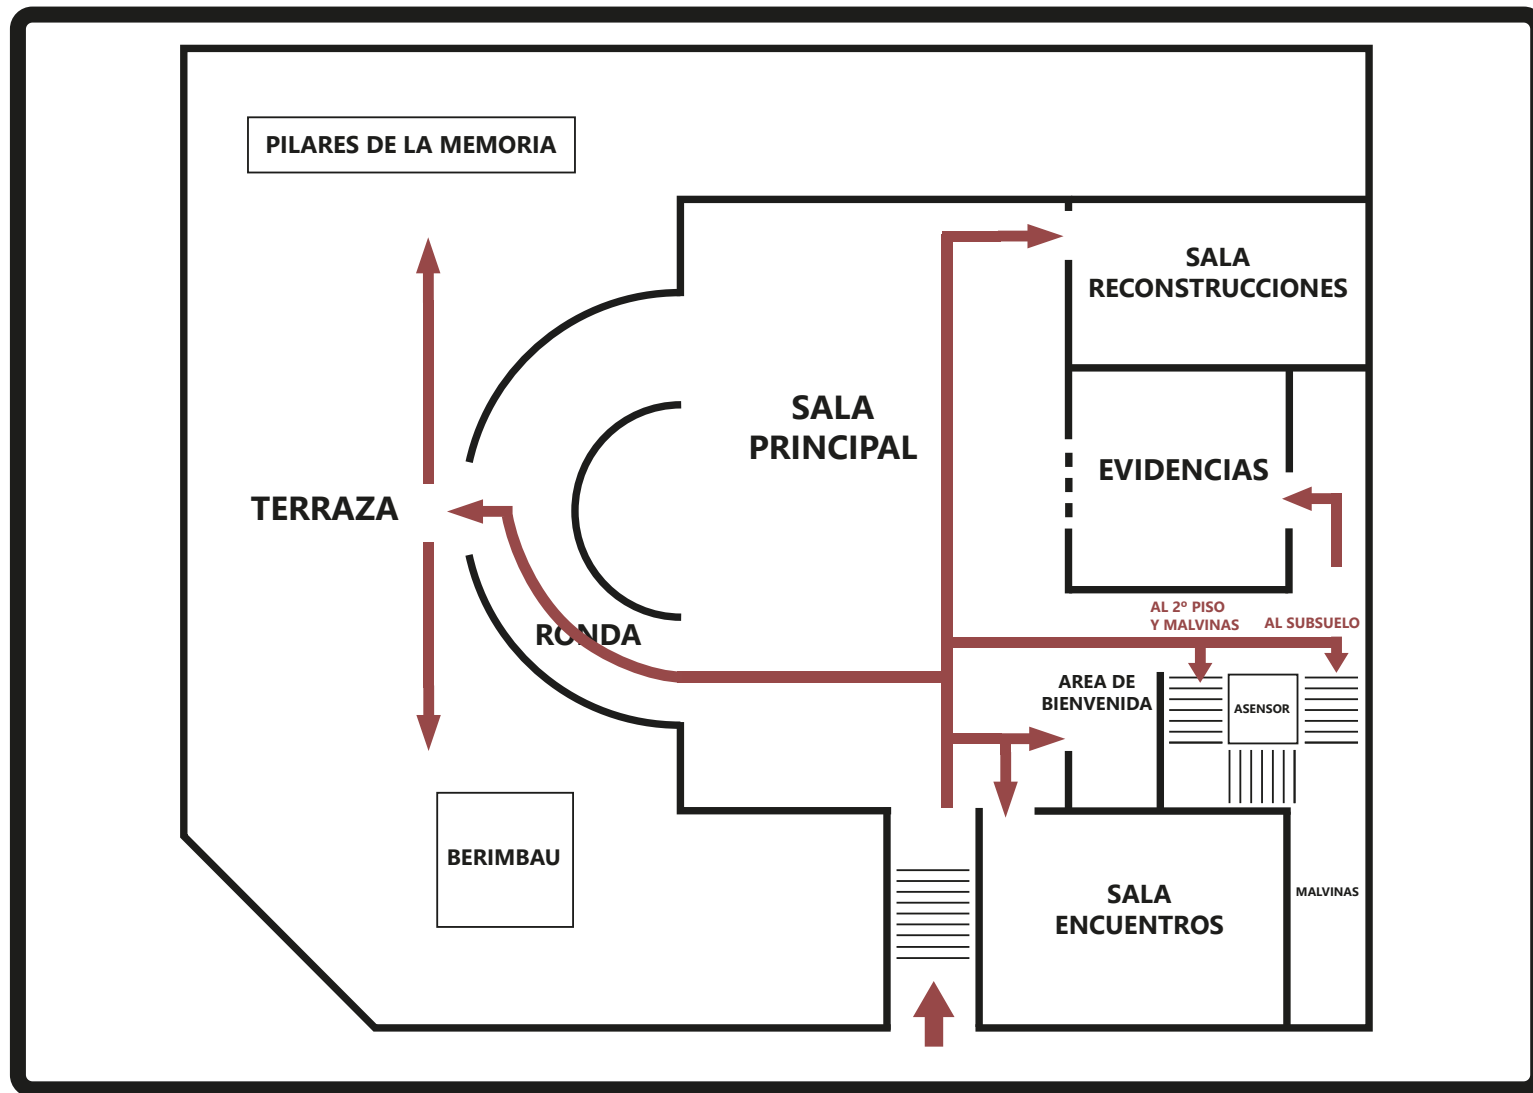 PILARES DE LA MEMORIA
SALA
RECONSTRUCCIONES
SALA
PRINCIPAL
EVIDENCIAS
TERRAZA
AL 2º PISO
Y MALVINAS
AL SUBSUELO
RONDA
AREA DE
BIENVENIDA
ASENSOR
BERIMBAU
SALA
ENCUENTROS
MALVINAS